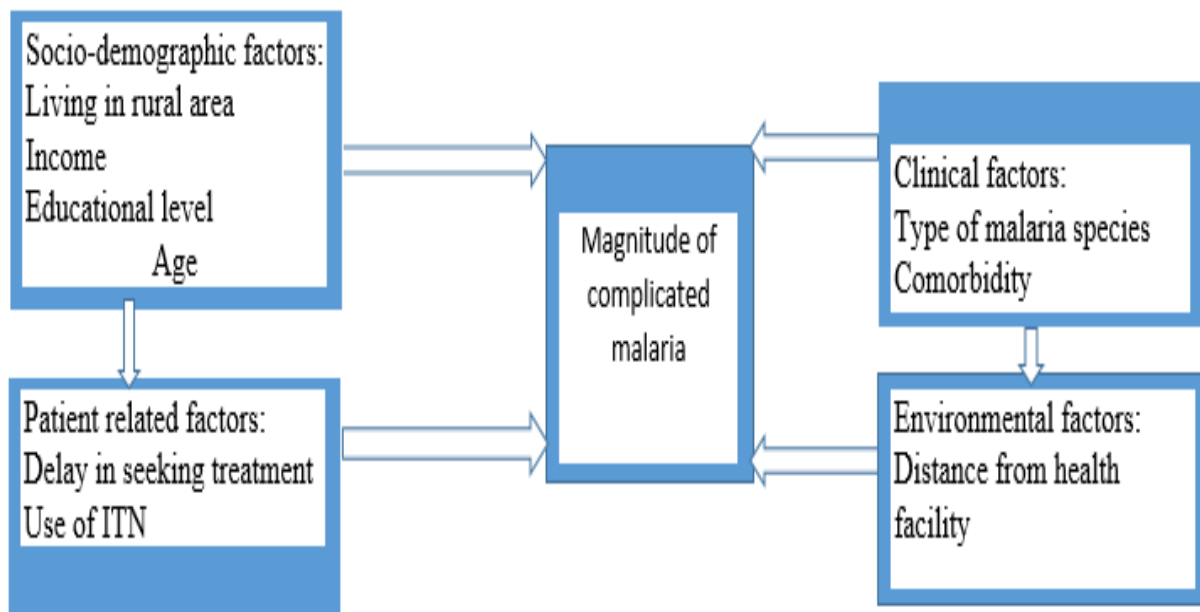 Socio-demographic factors:
Living in rural area
Income
Educational level
Age
Patient related factors:
Delay in seeking treatment
Use of ITN
Magnitude of
complicated
malaria
Clinical factors:
Type of malaria species
Comorbidity
Environmental factors:
Distance from health
facility